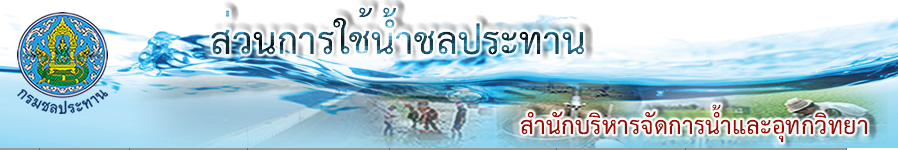 ส่วนการใช้น้ำชลประทาน
กรมชลประทาน
สำนักบริหารจัดการน้ำและอุทกวิทยา